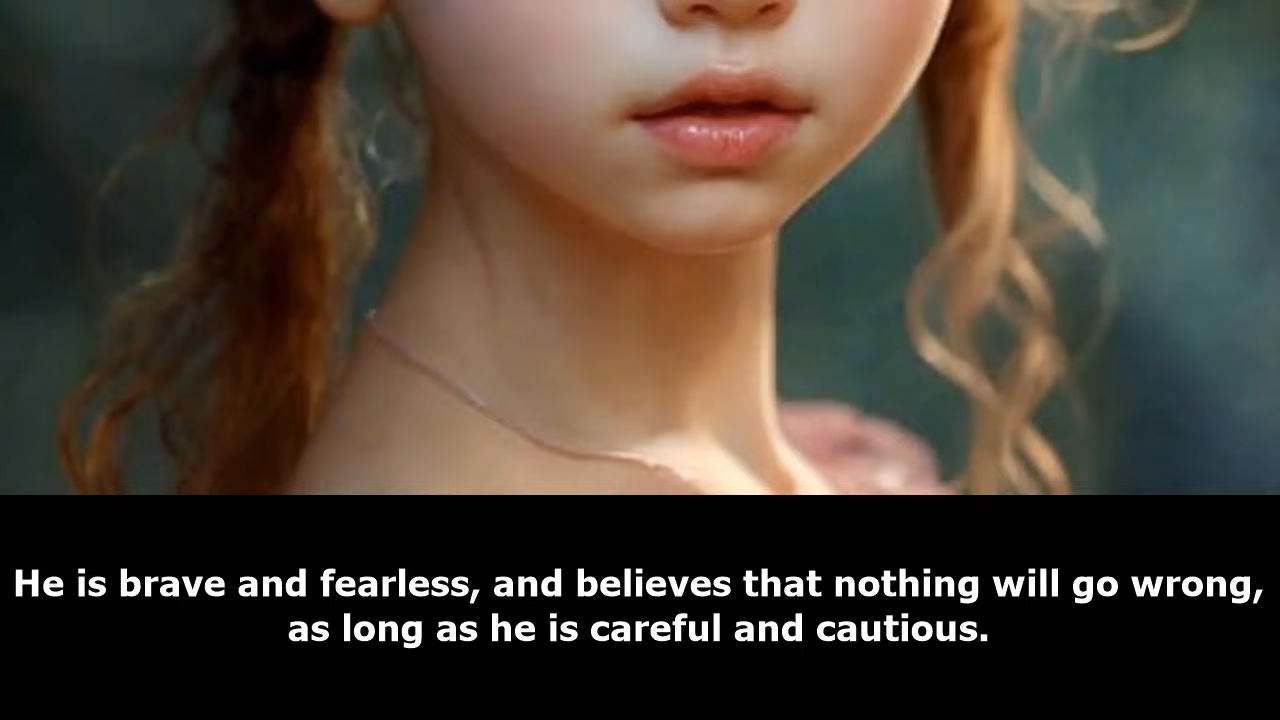 He is brave and fearless, and believes that nothing will go wrong,
as long as he is careful and cautious.